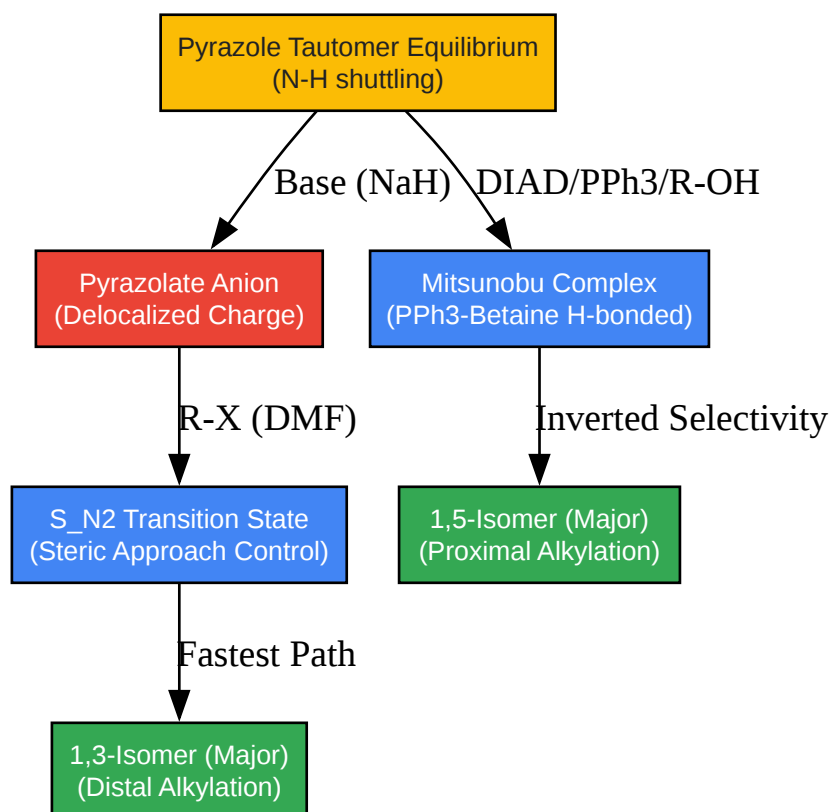 Pyrazole Tautomer Equilibrium
(N-H shuttling)
Base (NaH)
DIAD/PPh3/R-OH
Pyrazolate Anion
(Delocalized Charge)
Mitsunobu Complex
(PPh3-Betaine H-bonded)
R-X (DMF)
Inverted Selectivity
S_N2 Transition State
(Steric Approach Control)
1,5-Isomer (Major)
(Proximal Alkylation)
Fastest Path
1,3-Isomer (Major)
(Distal Alkylation)